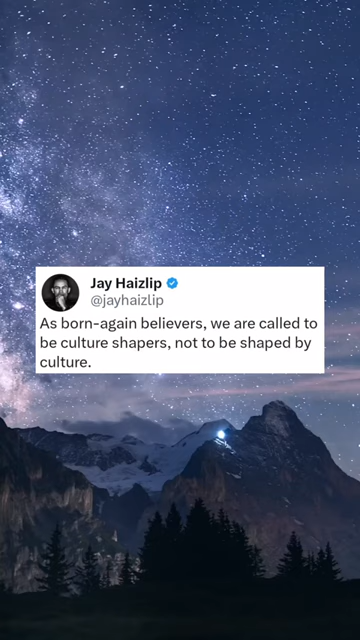 Jay Haizlip
@jayhaizlip
As born-again believers, we are called to
be culture shapers, not to be shaped by
culture.